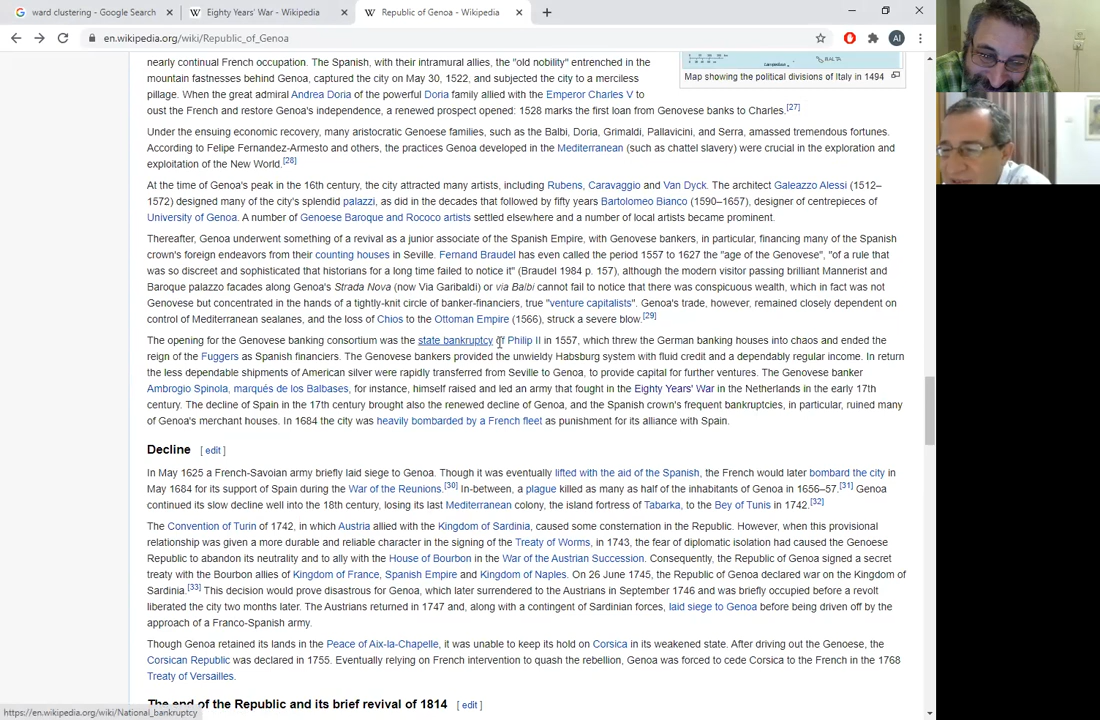 ward clustering - Google Search
Eighty Years' War - Wikipedia
Republic of Genoa - Wikipedia
en.wikipedia.org/wiki/Republic_of_Genoa
AI
nearly continual French occupation. The Spanish, with their intramural allies, the "old nobility" entrenched in the
mountain fastnesses behind Genoa, captured the city on May 30, 1522, and subjected the city to a merciless
pillage. When the great admiral Andrea Doria of the powerful Doria family allied with the Emperor Charles V to
oust the French and restore Genoa's independence, a renewed prospect opened: 1528 marks the first loan from Genovese banks to Charles.[27]
Map showing the political divisions of Italy in 1494
Under the ensuing economic recovery, many aristocratic Genoese families, such as the Balbi, Doria, Grimaldi, Pallavicini, and Serra, amassed tremendous fortunes.
According to Felipe Fernandez-Armesto and others, the practices Genoa developed in the Mediterranean (such as chattel slavery) were crucial in the exploration and
exploitation of the New World.[28]
At the time of Genoa's peak in the 16th century, the city attracted many artists, including Rubens, Caravaggio and Van Dyck. The architect Galeazzo Alessi (1512–
1572) designed many of the city's splendid palazzi, as did in the decades that followed by fifty years Bartolomeo Bianco (1590–1657), designer of centrepieces of
University of Genoa. A number of Genoese Baroque and Rococo artists settled elsewhere and a number of local artists became prominent.
Thereafter, Genoa underwent something of a revival as a junior associate of the Spanish Empire, with Genovese bankers, in particular, financing many of the Spanish
crown's foreign endeavors from their counting houses in Seville. Fernand Braudel has even called the period 1557 to 1627 the "age of the Genovese", "of a rule that
was so discreet and sophisticated that historians for a long time failed to notice it" (Braudel 1984 p. 157), although the modern visitor passing brilliant Mannerist and
Baroque palazzo facades along Genoa's Strada Nova (now Via Garibaldi) or via Balbi cannot fail to notice that there was conspicuous wealth, which in fact was not
Genovese but concentrated in the hands of a tightly-knit circle of banker-financiers, true "venture capitalists". Genoa's trade, however, remained closely dependent on
control of Mediterranean sealanes, and the loss of Chios to the Ottoman Empire (1566), struck a severe blow.[29]
The opening for the Genovese banking consortium was the state bankruptcy of Philip II in 1557, which threw the German banking houses into chaos and ended the
reign of the Fuggers as Spanish financiers. The Genovese bankers provided the unwieldy Habsburg system with fluid credit and a dependably regular income. In return
the less dependable shipments of American silver were rapidly transferred from Seville to Genoa, to provide capital for further ventures. The Genovese banker
Ambrogio Spinola, marqués de los Balbases, for instance, himself raised and led an army that fought in the Eighty Years' War in the Netherlands in the early 17th
century. The decline of Spain in the 17th century brought also the renewed decline of Genoa, and the Spanish crown's frequent bankruptcies, in particular, ruined many
of Genoa's merchant houses. In 1684 the city was heavily bombarded by a French fleet as punishment for its alliance with Spain.
Decline [ edit ]
In May 1625 a French-Savoian army briefly laid siege to Genoa. Though it was eventually lifted with the aid of the Spanish, the French would later bombard the city in
May 1684 for its support of Spain during the War of the Reunions.[30] In-between, a plague killed as many as half of the inhabitants of Genoa in 1656–57.[31] Genoa
continued its slow decline well into the 18th century, losing its last Mediterranean colony, the island fortress of Tabarka, to the Bey of Tunis in 1742.[32]
The Convention of Turin of 1742, in which Austria allied with the Kingdom of Sardinia, caused some consternation in the Republic. However, when this provisional
relationship was given a more durable and reliable character in the signing of the Treaty of Worms, in 1743, the fear of diplomatic isolation had caused the Genoese
Republic to abandon its neutrality and to ally with the House of Bourbon in the War of the Austrian Succession. Consequently, the Republic of Genoa signed a secret
treaty with the Bourbon allies of Kingdom of France, Spanish Empire and Kingdom of Naples. On 26 June 1745, the Republic of Genoa declared war on the Kingdom of
Sardinia.[33] This decision would prove disastrous for Genoa, which later surrendered to the Austrians in September 1746 and was briefly occupied before a revolt
liberated the city two months later. The Austrians returned in 1747 and, along with a contingent of Sardinian forces, laid siege to Genoa before being driven off by the
approach of a Franco-Spanish army.
Though Genoa retained its lands in the Peace of Aix-la-Chapelle, it was unable to keep its hold on Corsica in its weakened state. After driving out the Genoese, the
Corsican Republic was declared in 1755. Eventually relying on French intervention to quash the rebellion, Genoa was forced to cede Corsica to the French in the 1768
Treaty of Versailles.
The end of the Republic and its brief revival of 1814 [ edit ]
https://en.wikipedia.org/wiki/National_bankruptcy